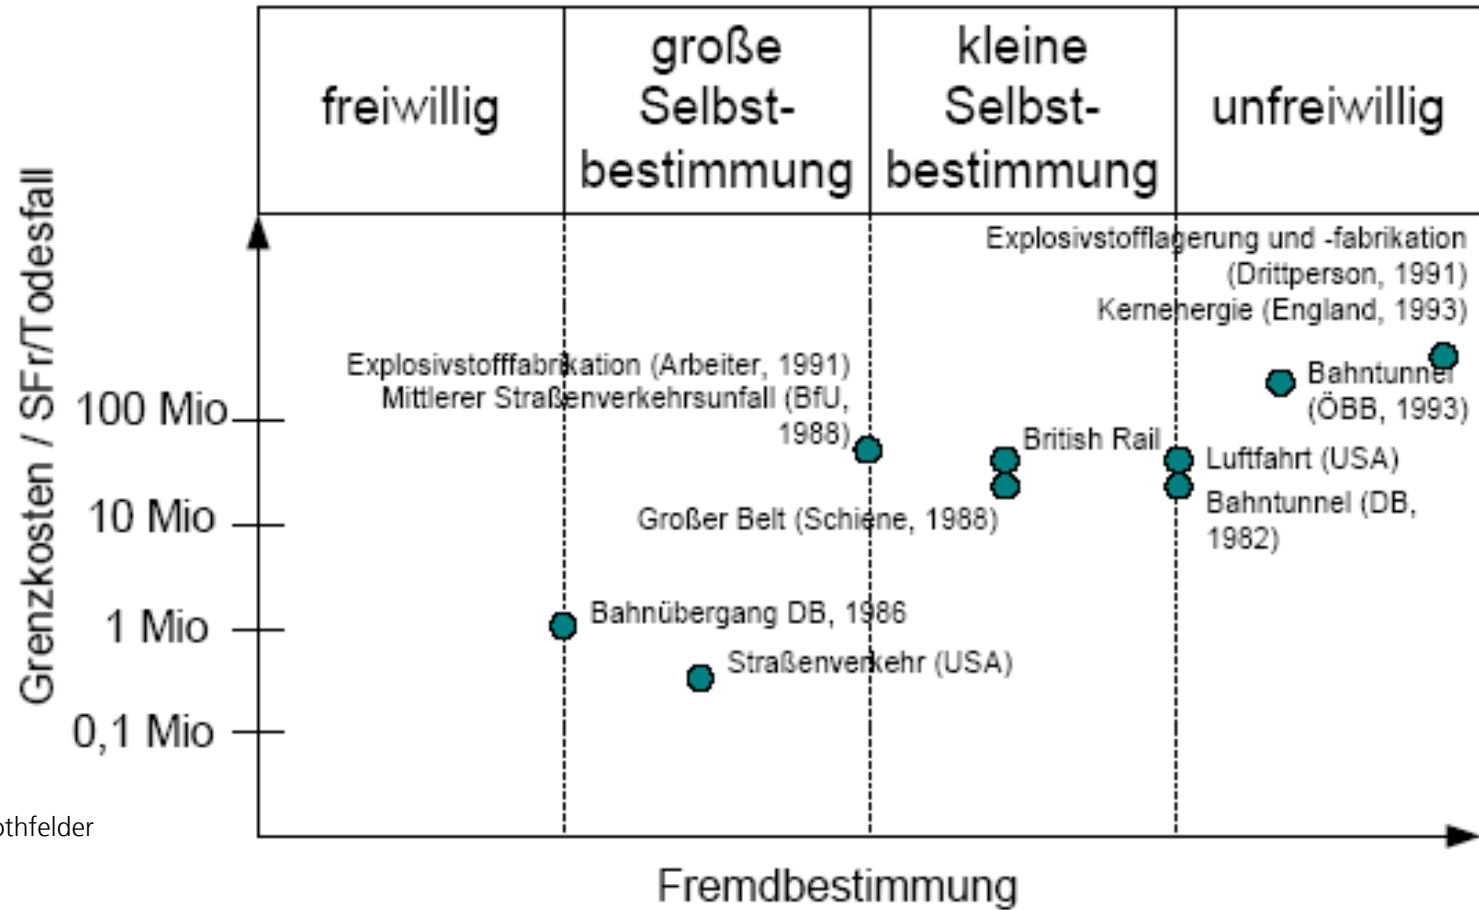 freiwillig
große
Selbst-
bestimmung
kleine
Selbst-
bestimmung
unfreiwillig
Grenzkosten / SFr/Todesfall
Explosivstofflagerung und -fabrikation
(Drittperson, 1991)
Kernenergie (England, 1993)
Explosivstofffabrikation (Arbeiter, 1991)
Mittlerer Straßenverkehrsunfall (BfU,
1988)
Bahntunnel
(ÖBB, 1993)
100 Mio
British Rail
Luftfahrt (USA)
Bahntunnel (DB,
1982)
10 Mio
Großer Belt (Schiene, 1988)
1 Mio
Bahnübergang DB, 1986
Straßenverkehr (USA)
0,1 Mio
othfelder
Fremdbestimmung